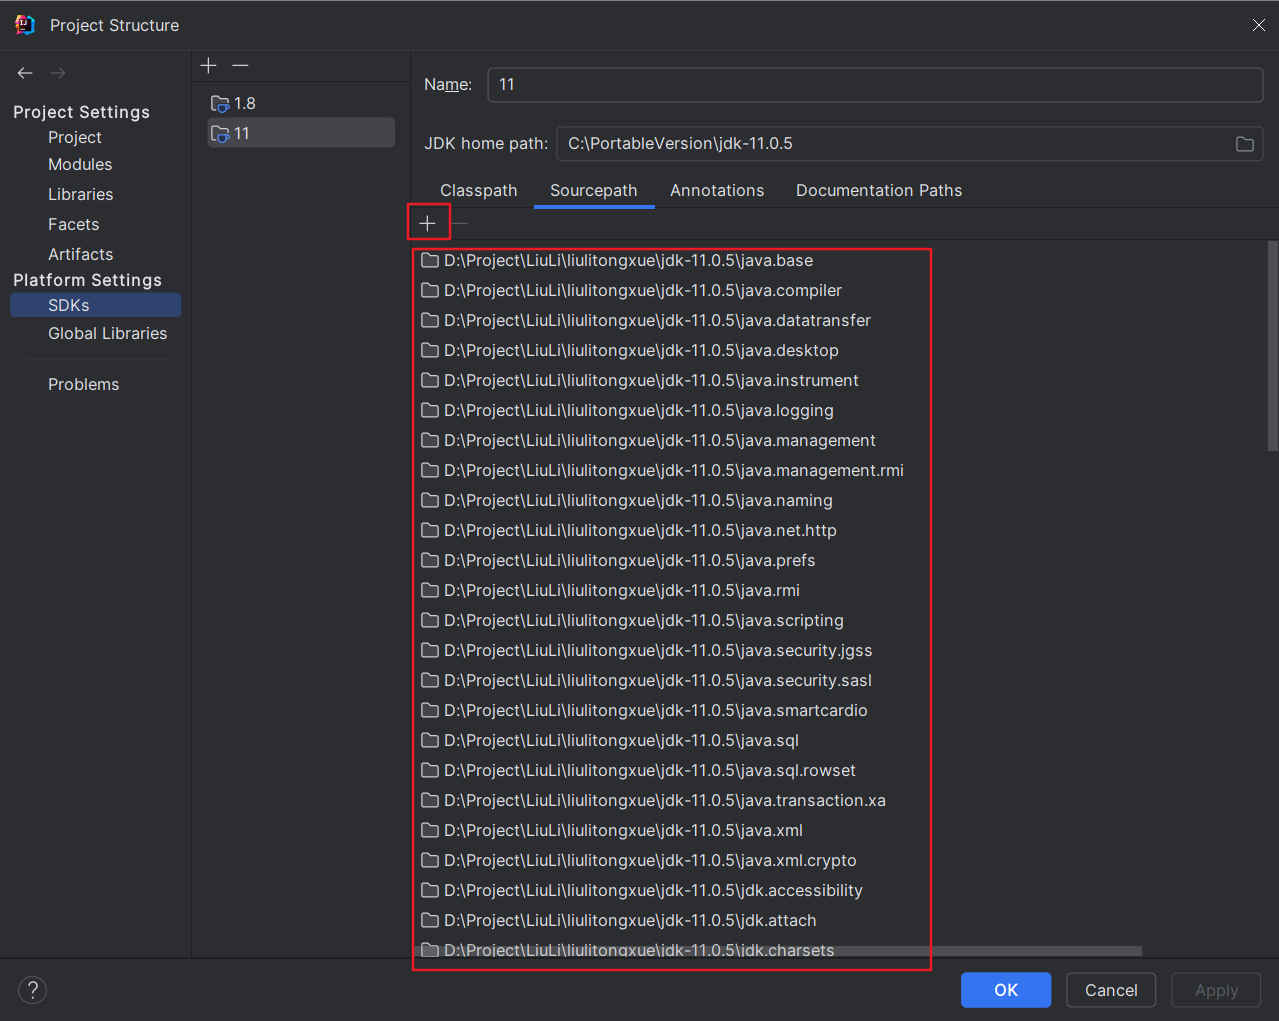 Project Structure
Project Settings
Project
Modules
Libraries
Facets
Artifacts
Platform Settings
SDKs
Global Libraries
Problems
1.8
11
Name: 11
JDK home path: C:\PortableVersion\jdk-11.0.5
Classpath Sourcepath Annotations Documentation Paths
D:\Project\LiuLi\liulitongxue\jdk-11.0.5\java.base
D:\Project\LiuLi\liulitongxue\jdk-11.0.5\java.compiler
D:\Project\LiuLi\liulitongxue\jdk-11.0.5\java.datatransfer
D:\Project\LiuLi\liulitongxue\jdk-11.0.5\java.desktop
D:\Project\LiuLi\liulitongxue\jdk-11.0.5\java.instrument
D:\Project\LiuLi\liulitongxue\jdk-11.0.5\java.logging
D:\Project\LiuLi\liulitongxue\jdk-11.0.5\java.management
D:\Project\LiuLi\liulitongxue\jdk-11.0.5\java.management.rmi
D:\Project\LiuLi\liulitongxue\jdk-11.0.5\java.naming
D:\Project\LiuLi\liulitongxue\jdk-11.0.5\java.net.http
D:\Project\LiuLi\liulitongxue\jdk-11.0.5\java.prefs
D:\Project\LiuLi\liulitongxue\jdk-11.0.5\java.rmi
D:\Project\LiuLi\liulitongxue\jdk-11.0.5\java.scripting
D:\Project\LiuLi\liulitongxue\jdk-11.0.5\java.security.jgss
D:\Project\LiuLi\liulitongxue\jdk-11.0.5\java.security.sasl
D:\Project\LiuLi\liulitongxue\jdk-11.0.5\java.smartcardio
D:\Project\LiuLi\liulitongxue\jdk-11.0.5\java.sql
D:\Project\LiuLi\liulitongxue\jdk-11.0.5\java.sql.rowset
D:\Project\LiuLi\liulitongxue\jdk-11.0.5\java.transaction.xa
D:\Project\LiuLi\liulitongxue\jdk-11.0.5\java.xml
D:\Project\LiuLi\liulitongxue\jdk-11.0.5\java.xml.crypto
D:\Project\LiuLi\liulitongxue\jdk-11.0.5\jdk.accessibility
D:\Project\LiuLi\liulitongxue\jdk-11.0.5\jdk.attach
D:\Project\LiuLi\liulitongxue\jdk-11.0.5\jdk.charsets
? OK Cancel Apply